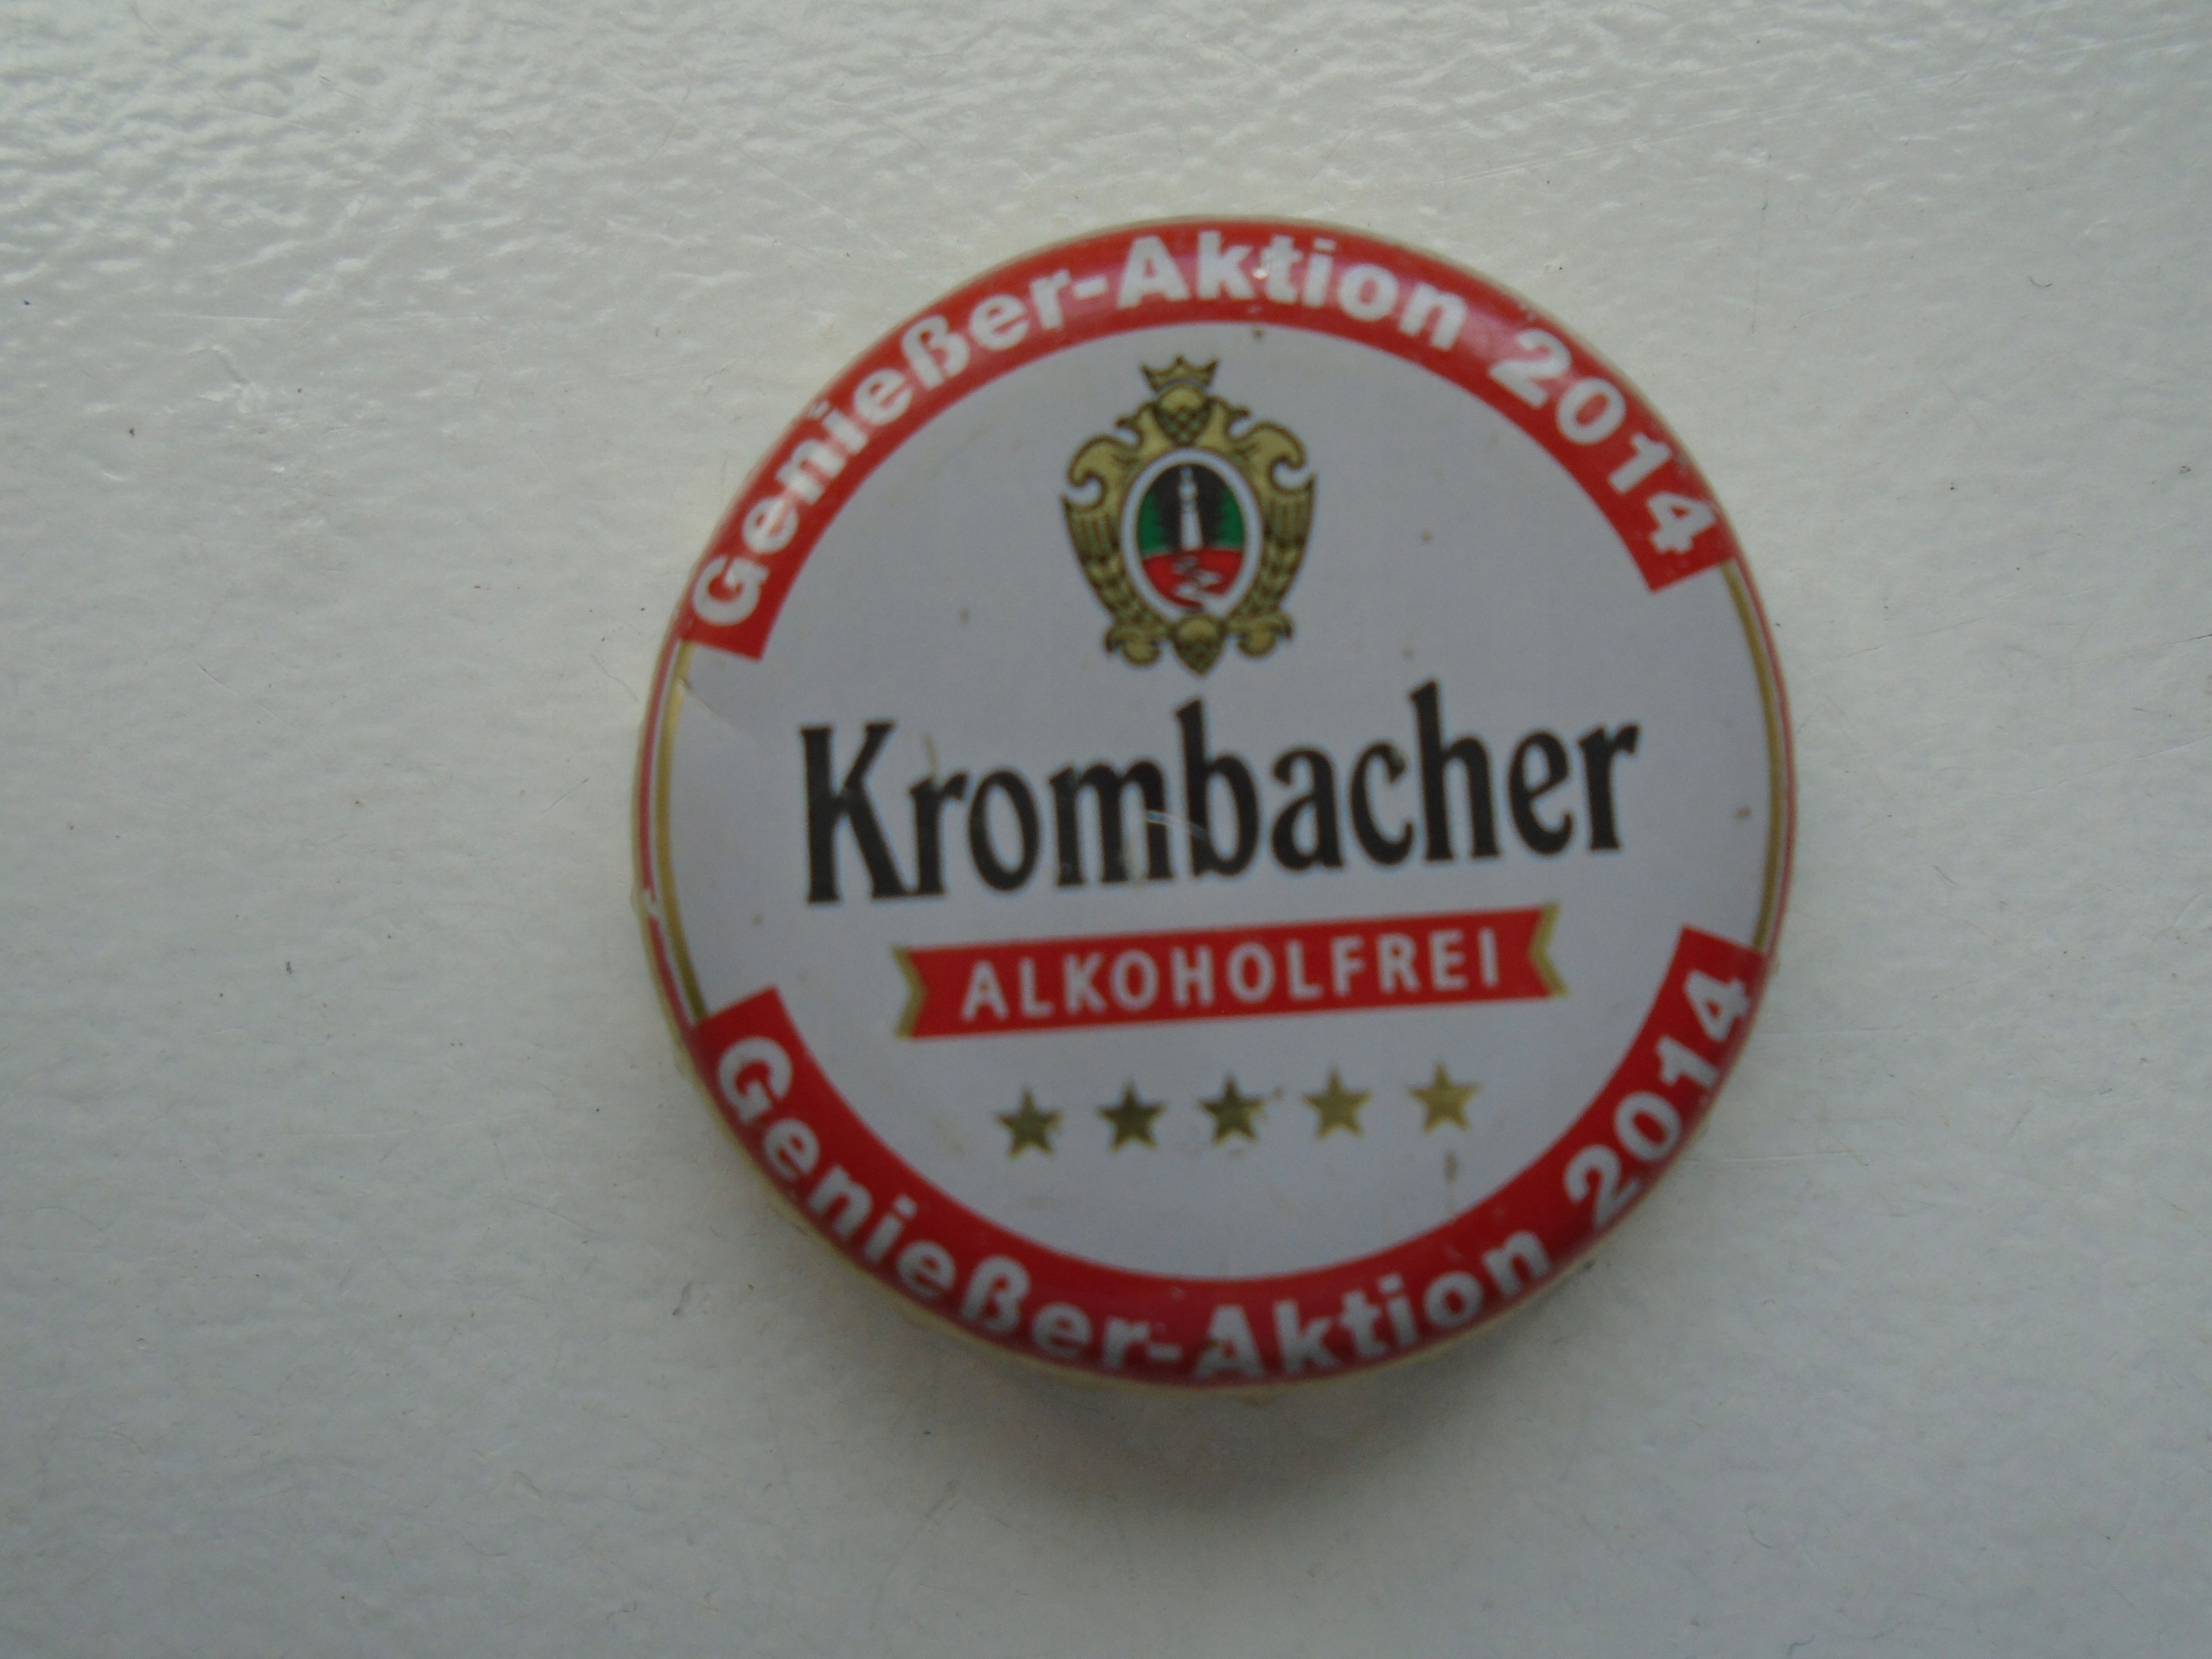 Genießer-Aktion 2014
Krombacher
ALKOHOLFREI
Genießer-Aktion 2014